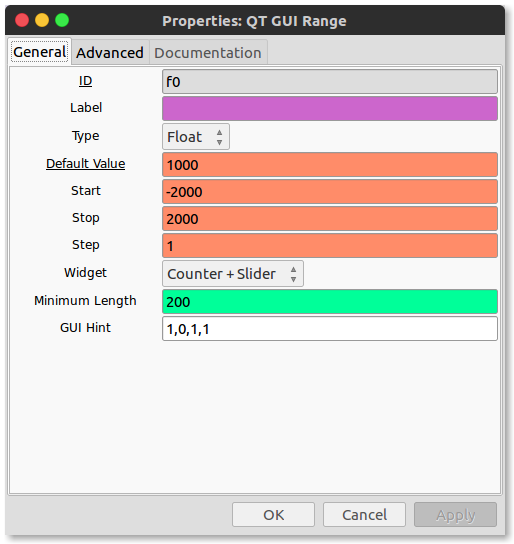 Properties: QT GUI Range
General Advanced Documentation
ID f0
Label
Type Float
Default Value 1000
Start -2000
Stop 2000
Step 1
Widget Counter + Slider
Minimum Length 200
GUI Hint 1,0,1,1
OK Cancel Apply